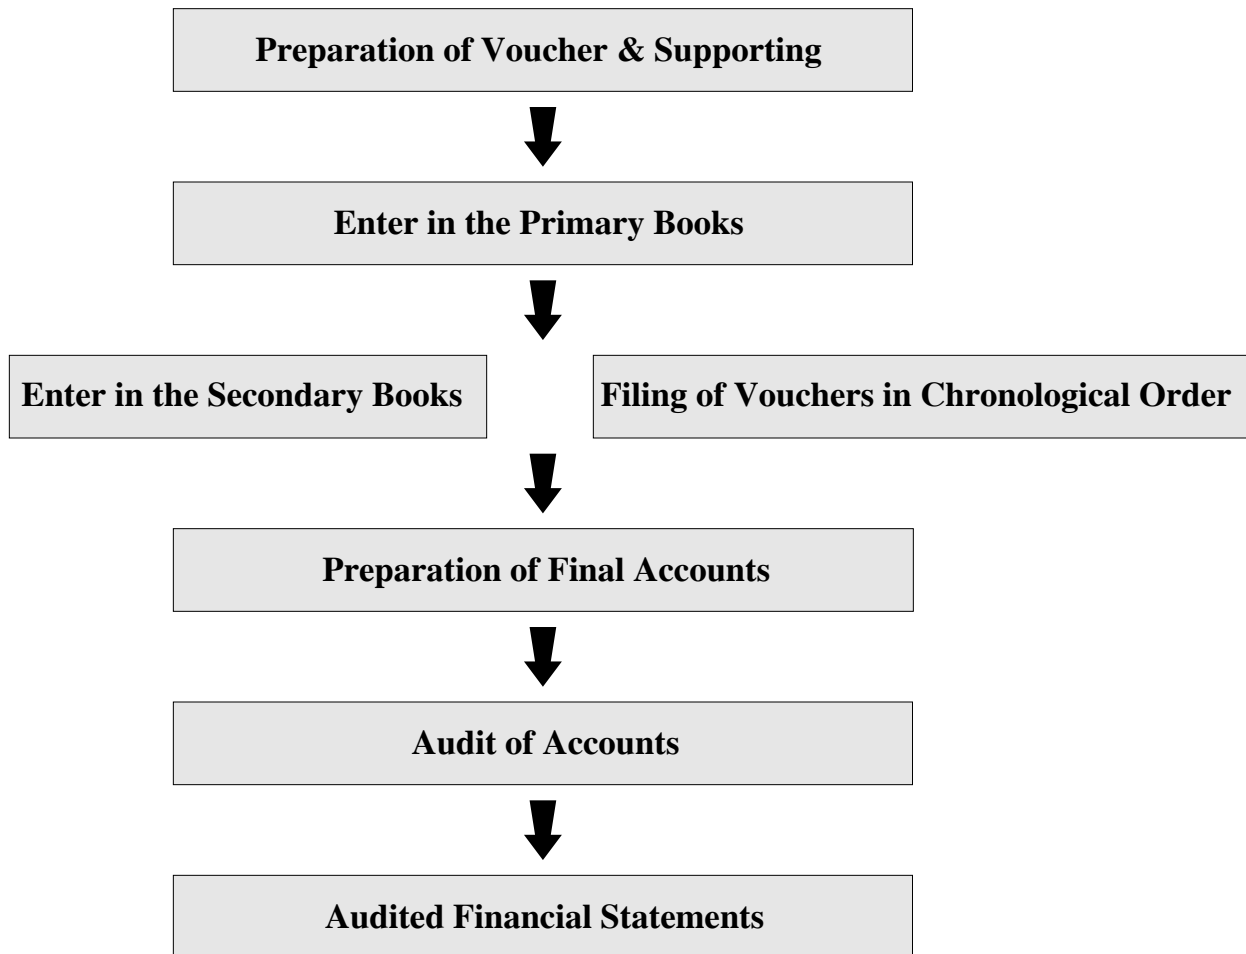 Preparation of Voucher & Supporting
Enter in the Primary Books
Enter in the Secondary Books
Filing of Vouchers in Chronological Order
Preparation of Final Accounts
Audit of Accounts
Audited Financial Statements